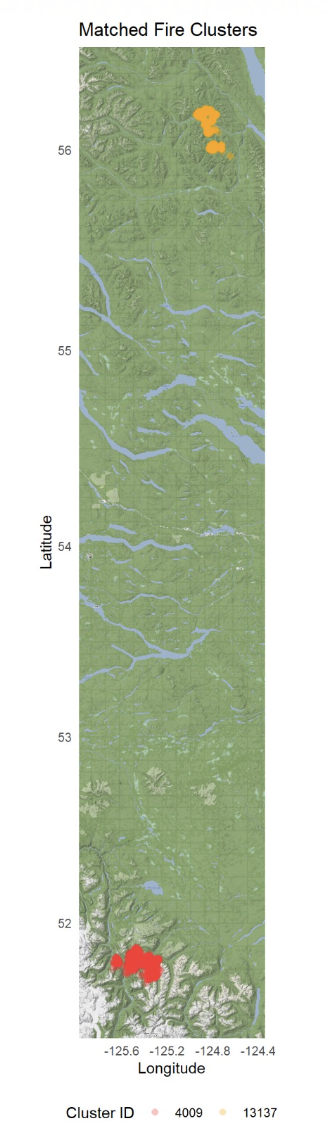 Matched Fire Clusters
56
55
Latitude
54
53
52
-125.6 -125.2 -124.8 -124.4
Longitude
Cluster ID 4009 13137